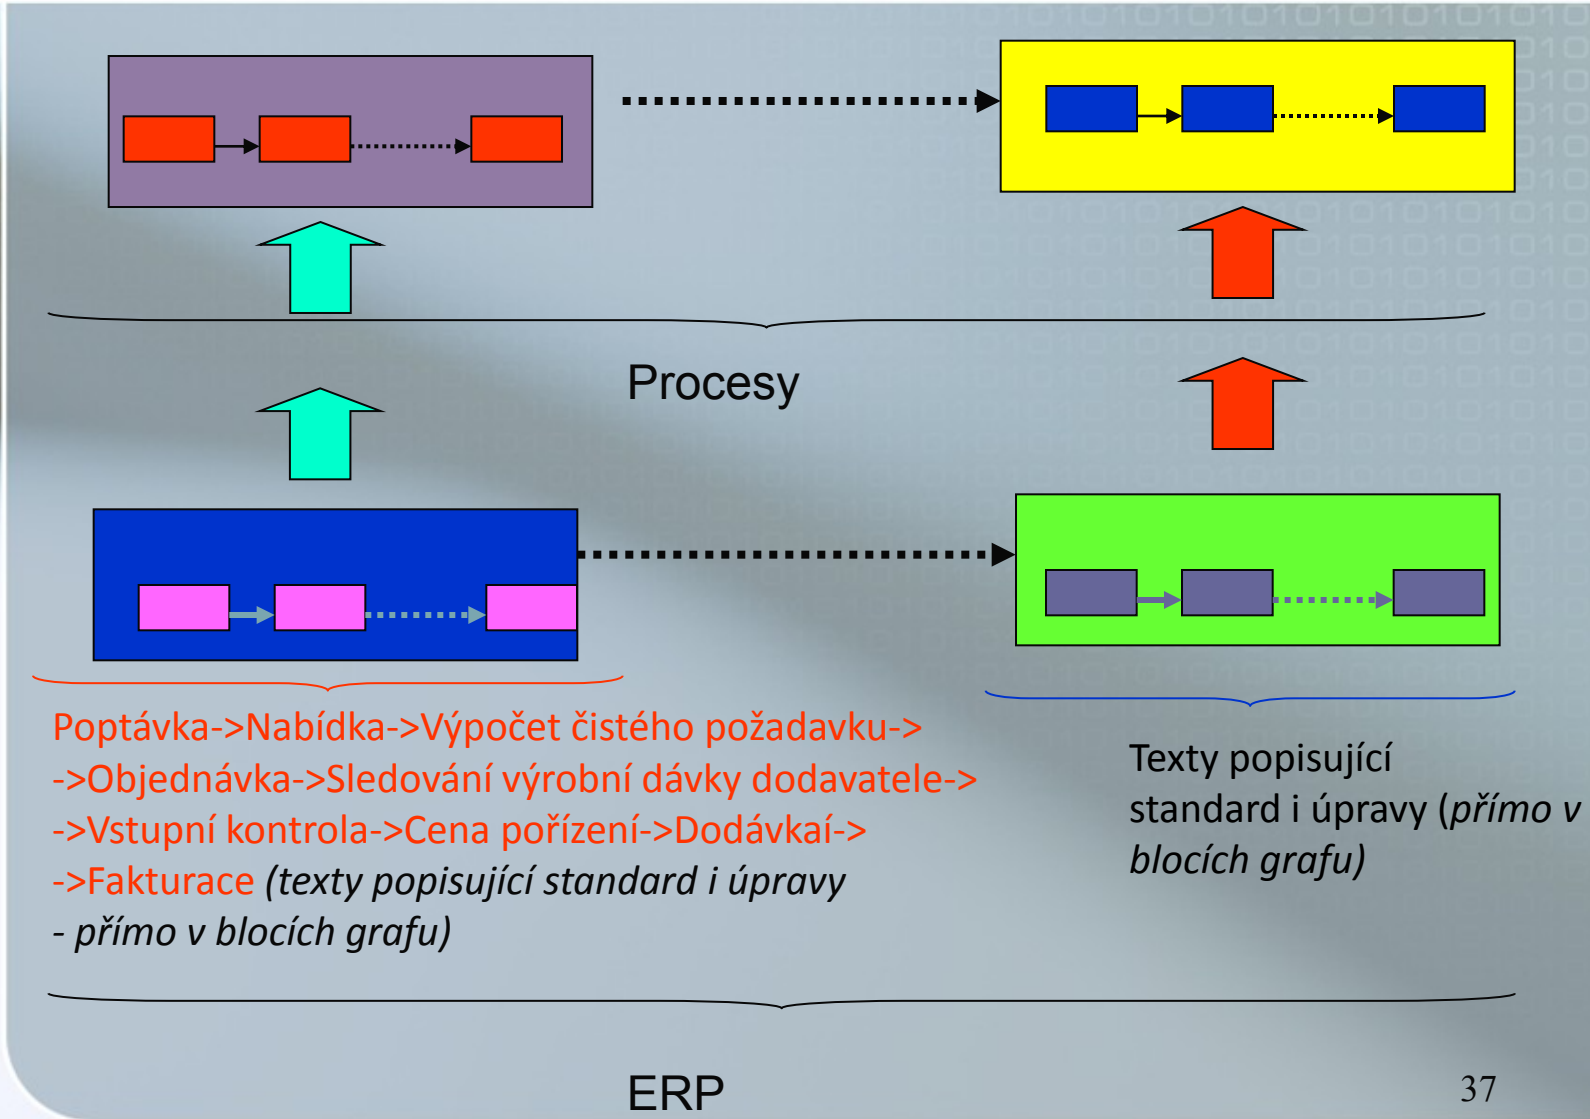 Procesy
Poptávka->Nabídka->Výpočet čistého požadavku->
->Objednávka->Sledování výrobní dávky dodavatele->
->Vstupní kontrola->Cena pořízení->Dodávkaí->
->Fakturace (texty popisující standard i úpravy
- přímo v blocích grafu)
Texty popisující
standard i úpravy (přímo v
blocích grafu)
ERP
37